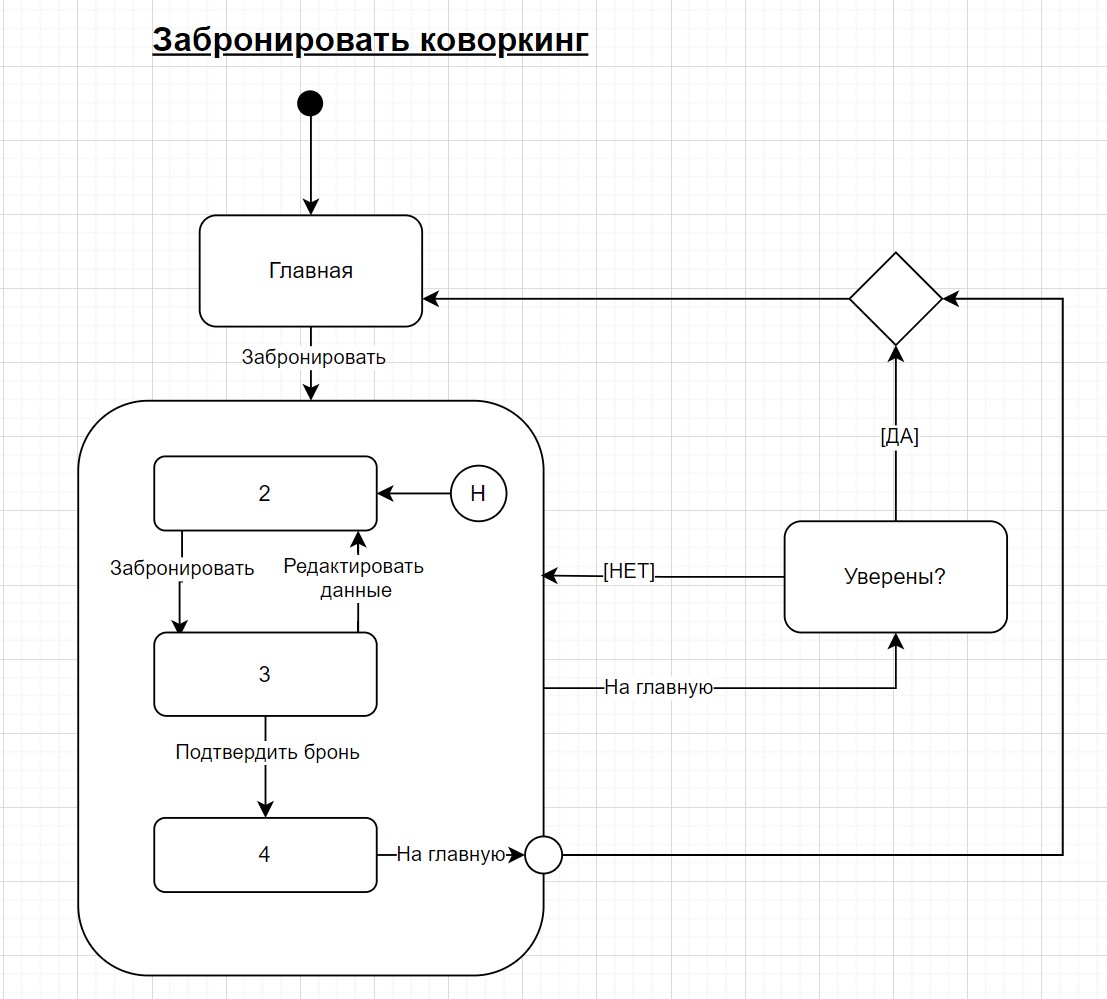 Забронировать коворкинг
Главная
Забронировать
2
H
Забронировать
Редактировать
данные
3
Подтвердить бронь
4
На главную
[ДА]
[НЕТ]
Уверены?
На главную